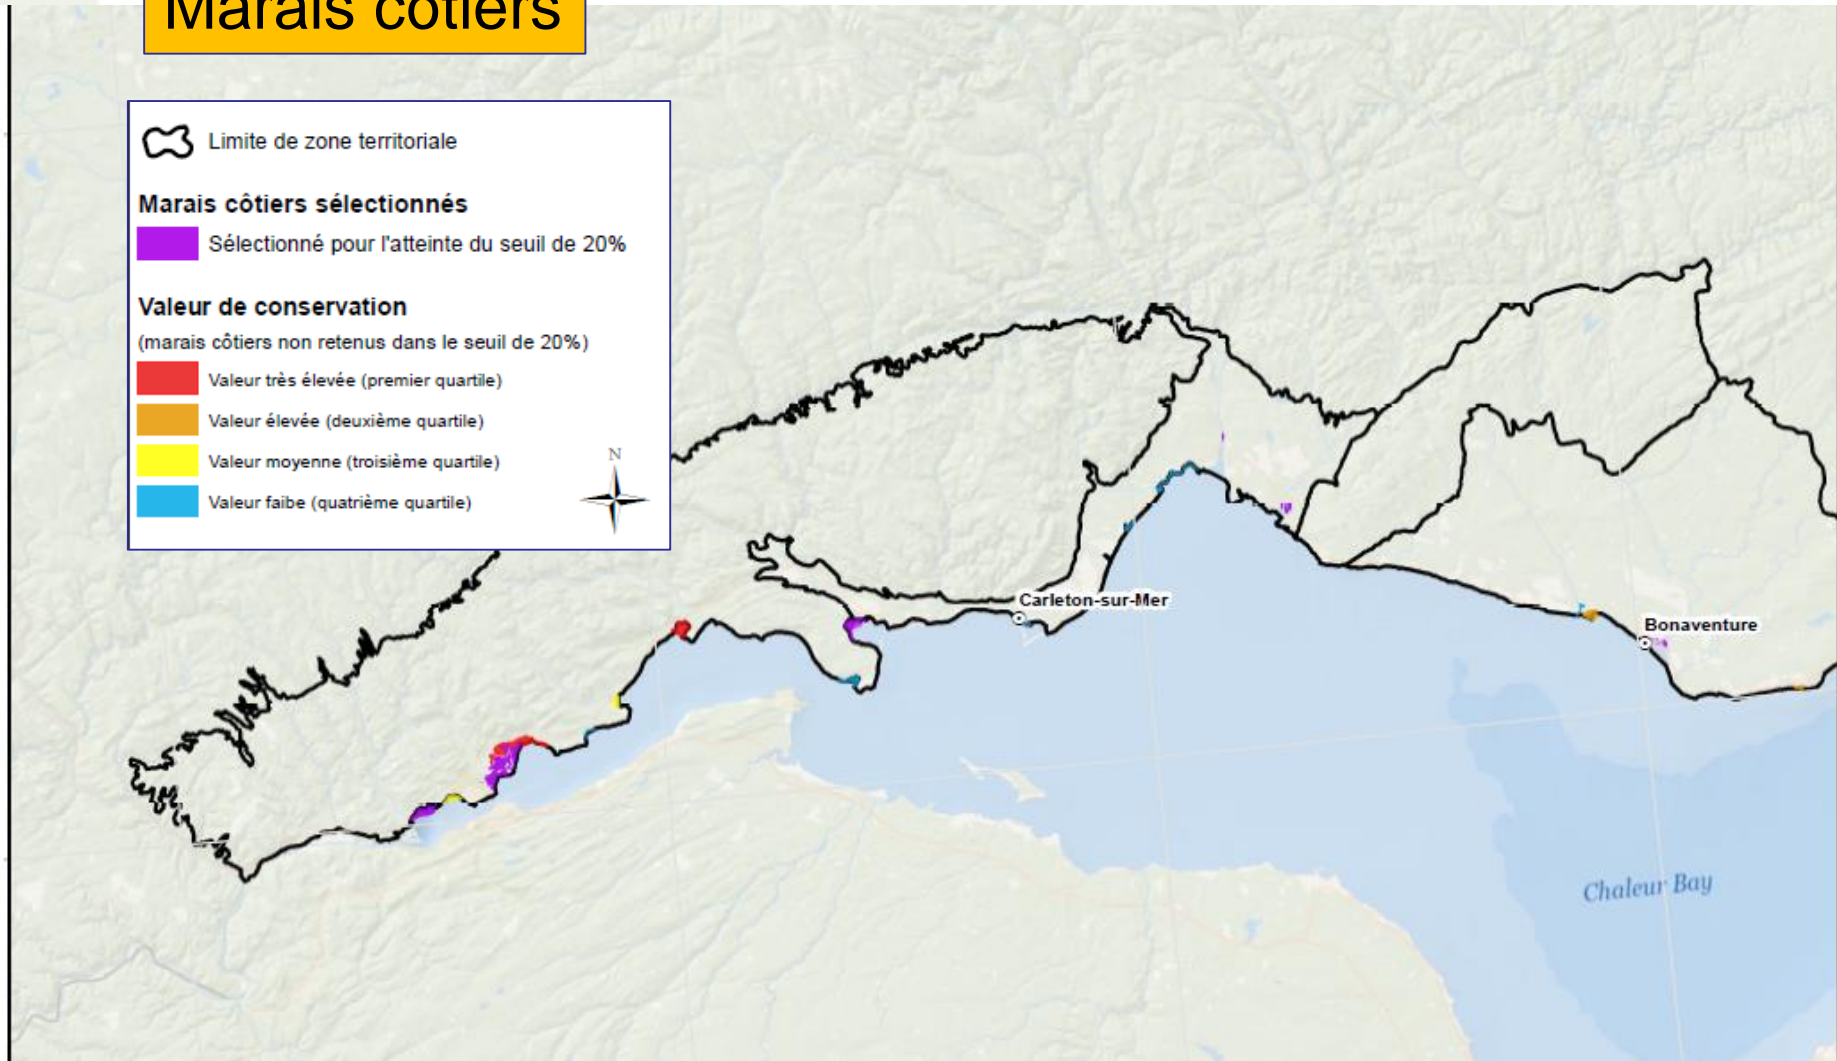 Marais côtiers
Limite de zone territoriale
Marais côtiers sélectionnés
Sélectionné pour l'atteinte du seuil de 20%
Valeur de conservation
(marais côtiers non retenus dans le seuil de 20%)
Valeur très élevée (premier quartile)
Valeur élevée (deuxième quartile)
Valeur moyenne (troisième quartile)
N
Valeur faibe (quatrième quartile)
Carleton-sur-Mer
Bonaventure
Chaleur Bay